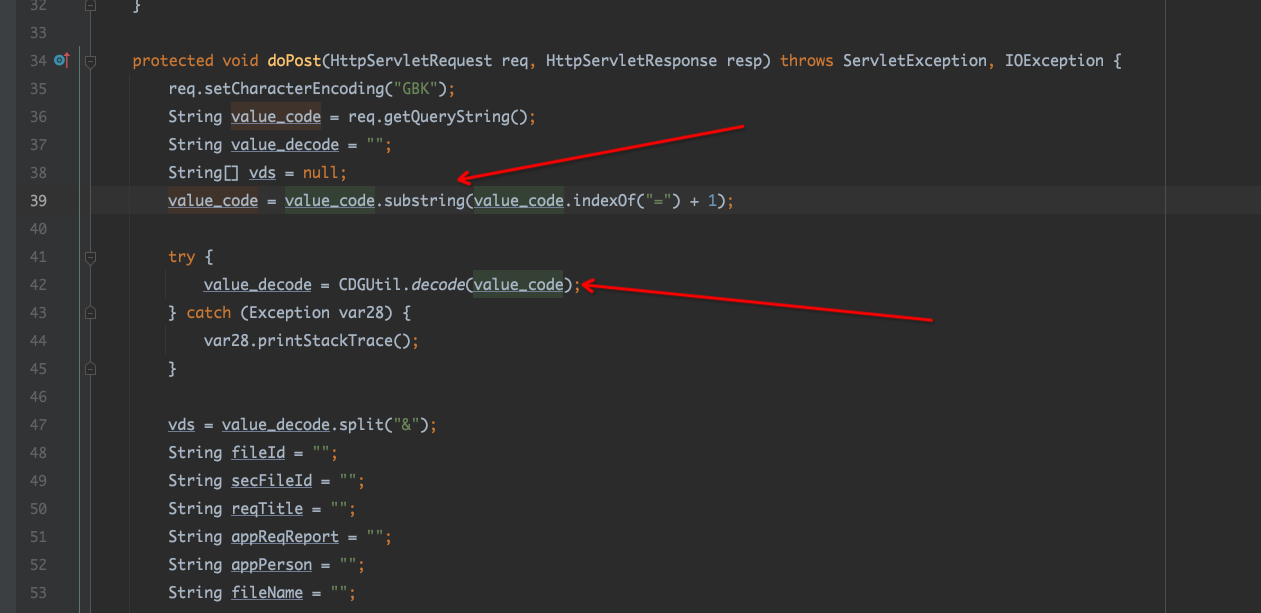 32 }
33
34 protected void doPost(HttpServletRequest req, HttpServletResponse resp) throws ServletException, IOException {
35 req.setCharacterEncoding("GBK");
36 String value_code = req.getQueryString();
37 String value_decode = "";
38 String[] vds = null;
39 value_code = value_code.substring(value_code.indexOf("=") + 1);
40
41 try {
42 value_decode = CDGUtil.decode(value_code);
43 } catch (Exception var28) {
44 var28.printStackTrace();
45 }
46
47 vds = value_decode.split("&");
48 String fileId = "";
49 String secFileId = "";
50 String reqTitle = "";
51 String appReqReport = "";
52 String appPerson = "";
53 String fileName = "";